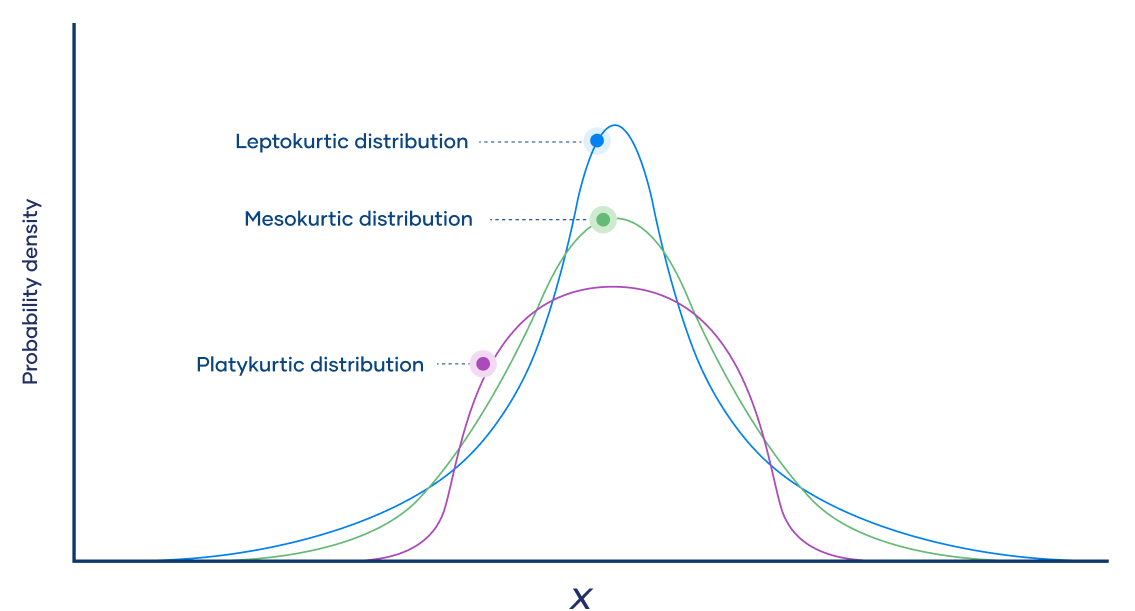 Leptokurtic distribution
Mesokurtic distribution
Platykurtic distribution
Probability density
X